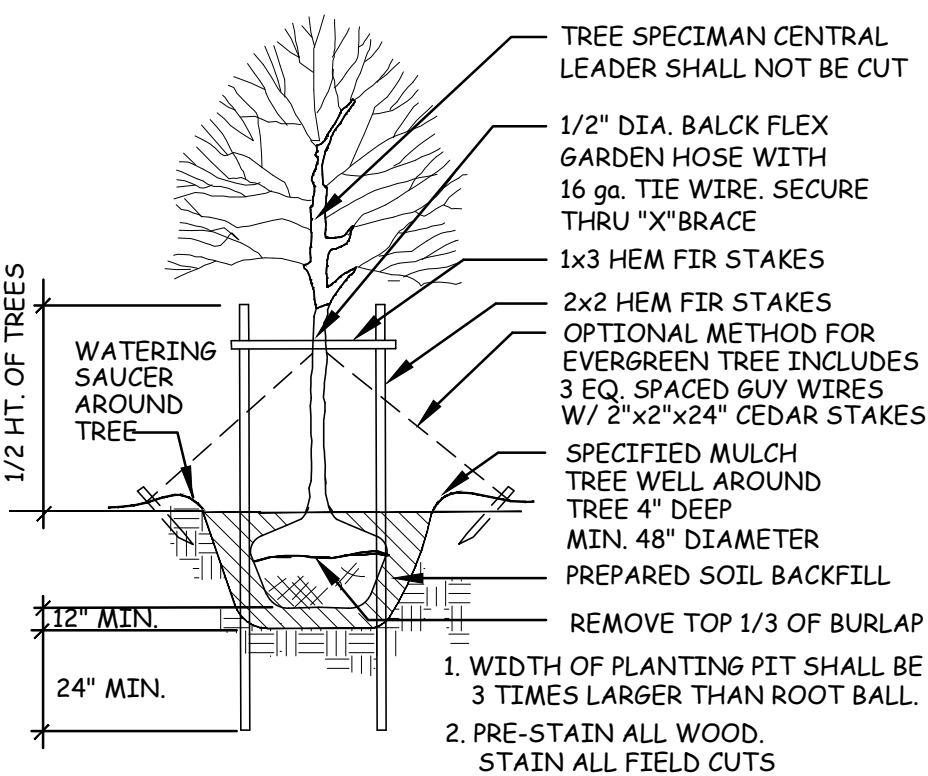 TREE SPECIMAN CENTRAL
LEADER SHALL NOT BE CUT
1/2" DIA. BALCK FLEX
GARDEN HOSE WITH
16 ga. TIE WIRE. SECURE
THRU "X"BRACE
1x3 HEM FIR STAKES
2x2 HEM FIR STAKES
OPTIONAL METHOD FOR
EVERGREEN TREE INCLUDES
3 EQ. SPACED GUY WIRES
W/ 2"x2"x24" CEDAR STAKES
SPECIFIED MULCH
TREE WELL AROUND
TREE 4" DEEP
MIN. 48" DIAMETER
PREPARED SOIL BACKFILL
REMOVE TOP 1/3 OF BURLAP
1/2 HT. OF TREES
WATERING
SAUCER
AROUND
TREE
12" MIN.
24" MIN.
1. WIDTH OF PLANTING PIT SHALL BE
3 TIMES LARGER THAN ROOT BALL.
2. PRE-STAIN ALL WOOD.
STAIN ALL FIELD CUTS